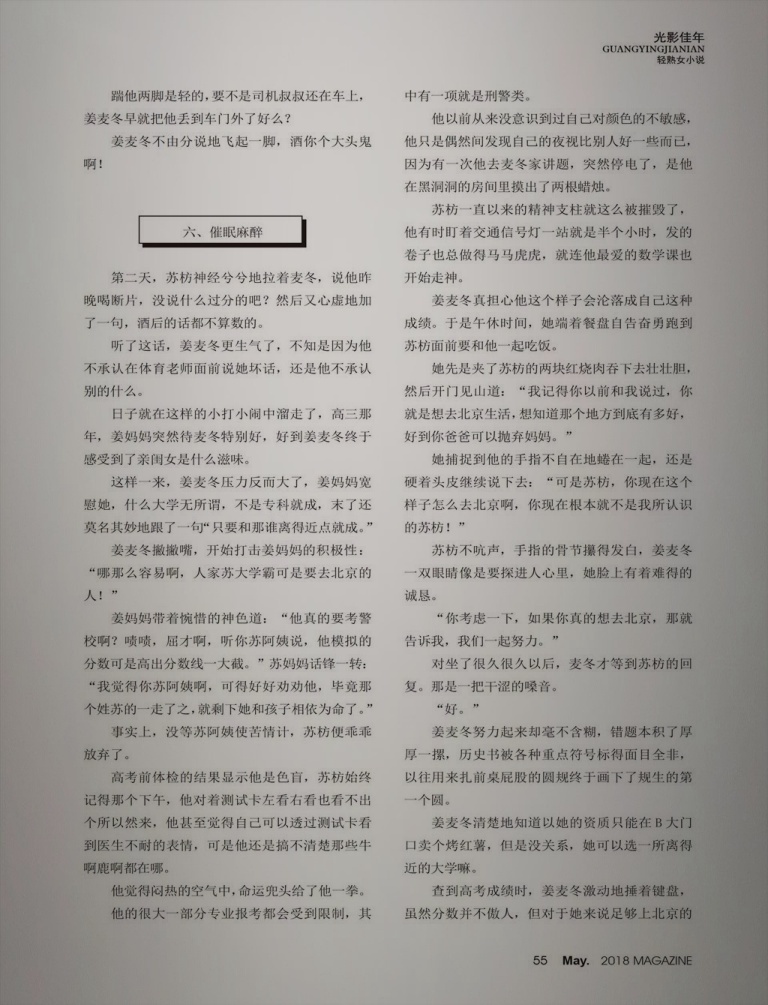 光影佳年
GUANGYINGJIANIAN
轻熟女小说
踹他两脚是轻的，要不是司机叔叔还在车上，
姜麦冬早就把他丢到车门外了好么？
姜麦冬不由分说地飞起一脚，酒你个大头鬼
啊！
六、催眠麻醉
第二天，苏枋神经兮兮地拉着麦冬，说他昨
晚喝断片，没说什么过分的吧？然后又心虚地加
了一句，酒后的话都不算数的。
听了这话，姜麦冬更生气了，不知是因为他
不承认在体育老师面前说她坏话，还是他不承认
别的什么。
日子就在这样的小打小闹中溜走了，高三那
年，姜妈妈突然待麦冬特别好，好到姜麦冬终于
感受到了亲闺女是什么滋味。
这样一来，姜麦冬压力反而大了，姜妈妈宽
慰她，什么大学无所谓，不是专科就成，末了还
莫名其妙地跟了一句“只要和那谁离得近点就成。”
姜麦冬撇撇嘴，开始打击姜妈妈的积极性：
“哪那么容易啊，人家苏大学霸可是要去北京的
人！”
姜妈妈带着惋惜的神色道：“他真的要考警
校啊？啧啧，屈才啊，听你苏阿姨说，他模拟的
分数可是高出分数线一大截。”苏妈妈话锋一转：
“我觉得你苏阿姨啊，可得好好劝劝他，毕竟那
个姓苏的一走了之，就剩下她和孩子相依为命了。”
事实上，没等苏阿姨使苦情计，苏枋便乖乖
放弃了。
高考前体检的结果显示他是色盲，苏枋始终
记得那个下午，他对着测试卡左看右看也看不出
个所以然来，他甚至觉得自己可以透过测试卡看
到医生不耐的表情，可是他还是搞不清楚那些牛
啊鹿啊都在哪。
他觉得闷热的空气中，命运兜头给了他一拳。
他的很大一部分专业报考都会受到限制，其
中有一项就是刑警类。
他以前从来没意识到过自己对颜色的不敏感，
他只是偶然间发现自己的夜视比别人好一些而已，
因为有一次他去麦冬家讲题，突然停电了，是他
在黑洞洞的房间里摸出了两根蜡烛。
苏枋一直以来的精神支柱就这么被摧毁了，
他有时盯着交通信号灯一站就是半个小时，发的
卷子也总做得马马虎虎，就连他最爱的数学课也
开始走神。
姜麦冬真担心他这个样子会沦落成自己这种
成绩。于是午休时间，她端着餐盘自告奋勇跑到
苏枋面前要和他一起吃饭。
她先是夹了苏枋的两块红烧肉吞下去壮壮胆，
然后开门见山道：“我记得你以前和我说过，你
就是想去北京生活，想知道那个地方到底有多好，
好到你爸爸可以抛弃妈妈。”
她捕捉到他的手指不自在地蜷在一起，还是
硬着头皮继续说下去：“可是苏枋，你现在这个
样子怎么去北京啊，你现在根本就不是我所认识
的苏枋！”
苏枋不吭声，手指的骨节攥得发白，姜麦冬
一双眼睛像是要探进人心里，她脸上有着难得的
诚恳。
“你考虑一下，如果你真的想去北京，那就
告诉我，我们一起努力。”
对坐了很久很久以后，麦冬才等到苏枋的回
复。那是一把干涩的嗓音。
“好。”
姜麦冬努力起来却毫不含糊，错题本积了厚
厚一摞，历史书被各种重点符号标得面目全非，
以往用来扎前桌屁股的圆规终于画下了规生的第
一个圆。
姜麦冬清楚地知道以她的资质只能在 B 大门
口卖个烤红薯，但是没关系，她可以选一所离得
近的大学嘛。
查到高考成绩时，姜麦冬激动地捶着键盘，
虽然分数并不傲人，但对于她来说足够上北京的
55 May. 2018 MAGAZINE